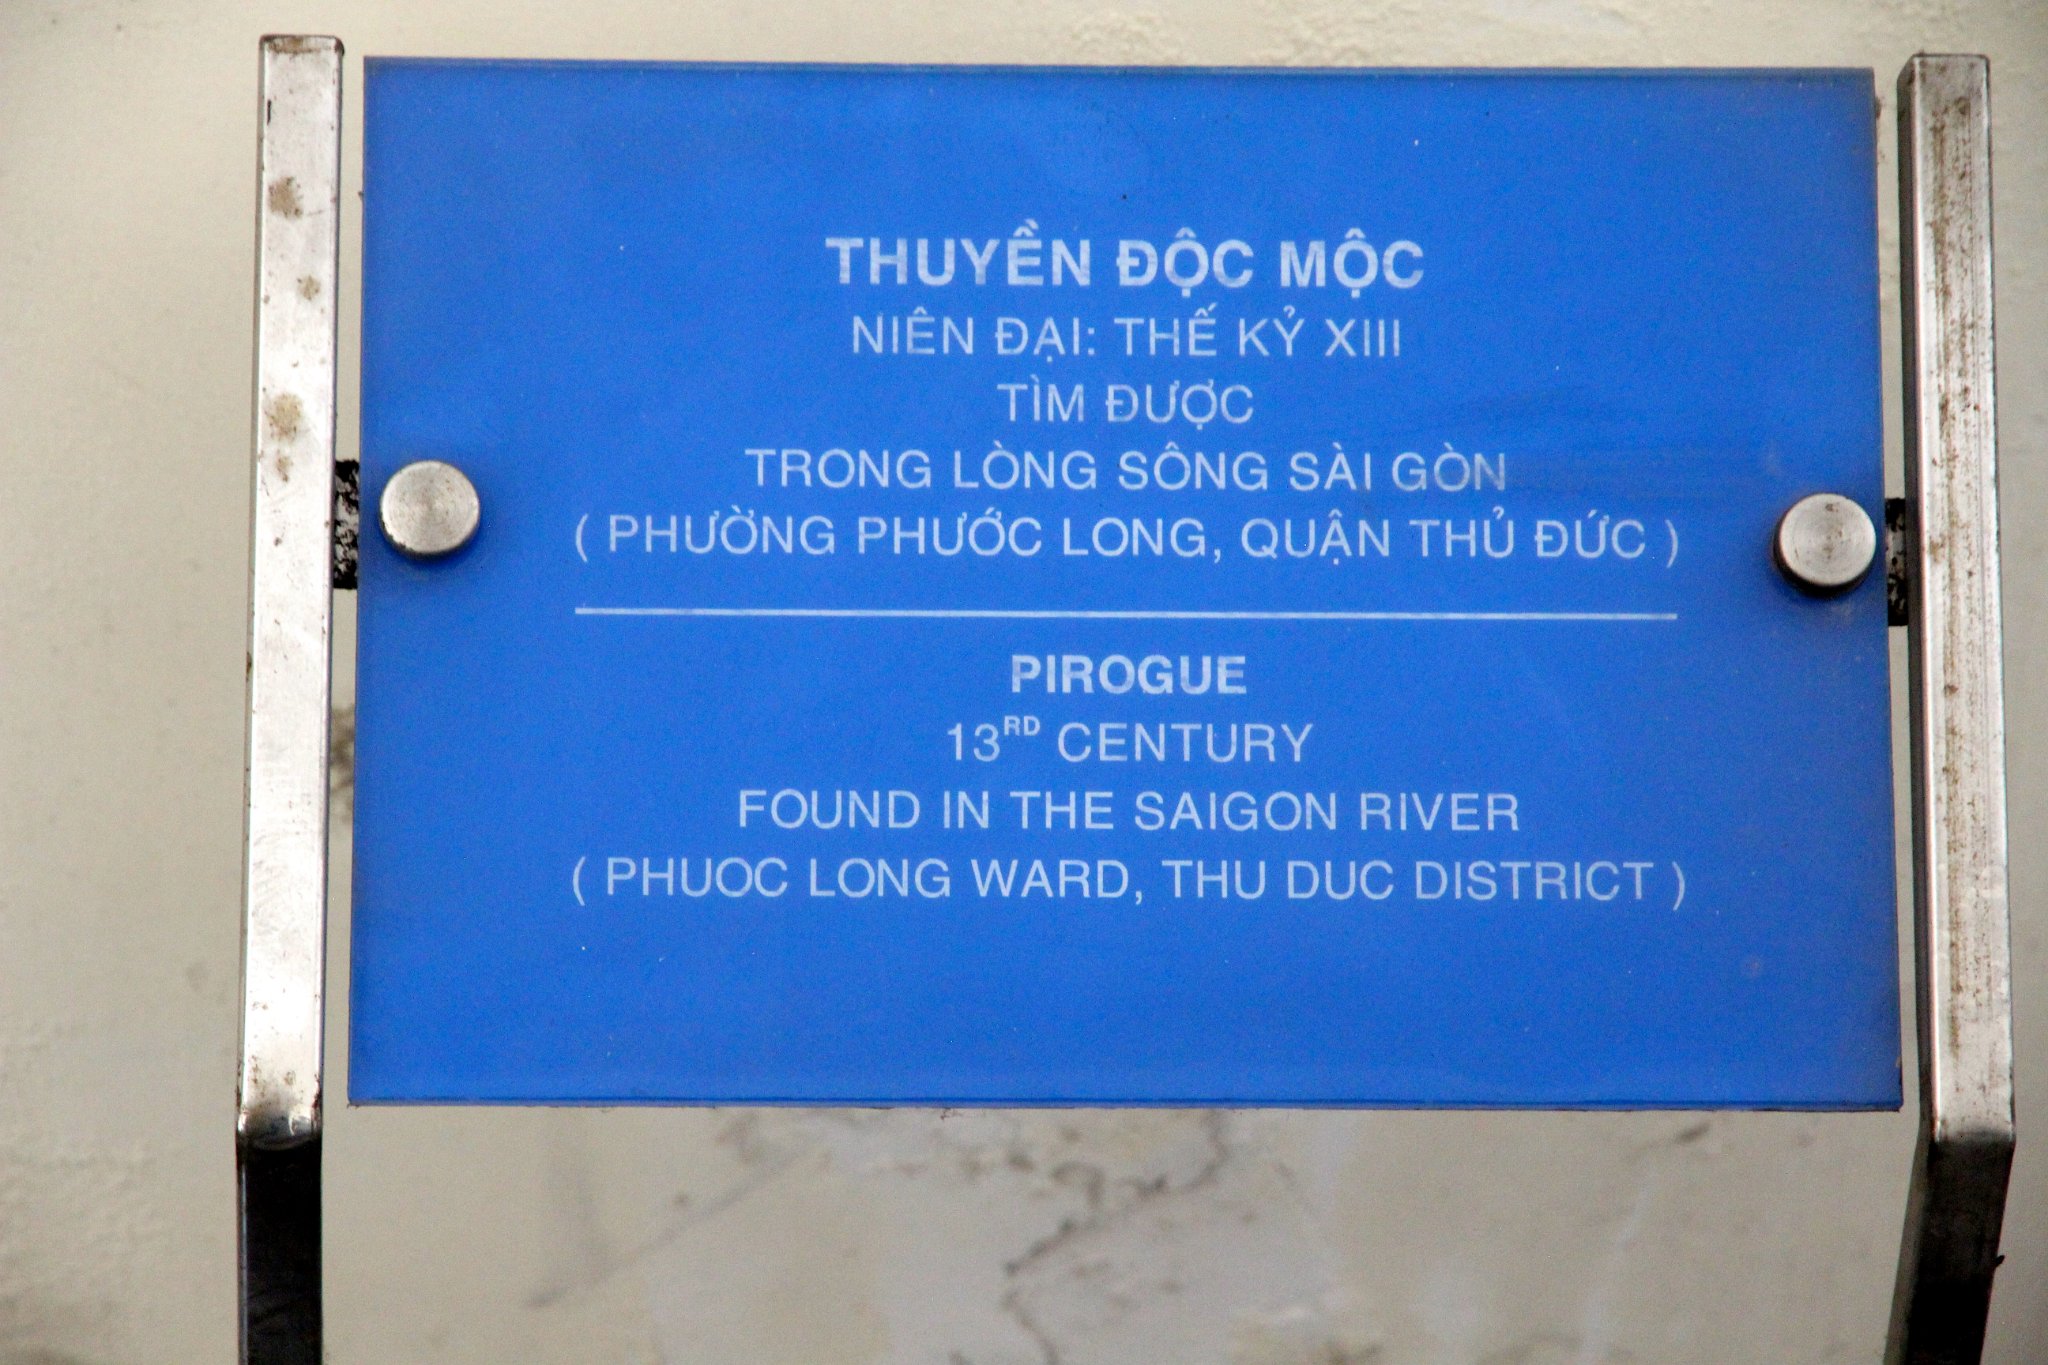 THUYỀN ĐỘC MỘC
NIÊN ĐẠI: THẾ KỶ XIII
TÌM ĐƯỢC
TRONG LÒNG SÔNG SÀI GÒN
( PHƯỜNG PHƯỚC LONG, QUẬN THỦ ĐỨC )
PIROGUE
13RD CENTURY
FOUND IN THE SAIGON RIVER
( PHUOC LONG WARD, THU DUC DISTRICT )